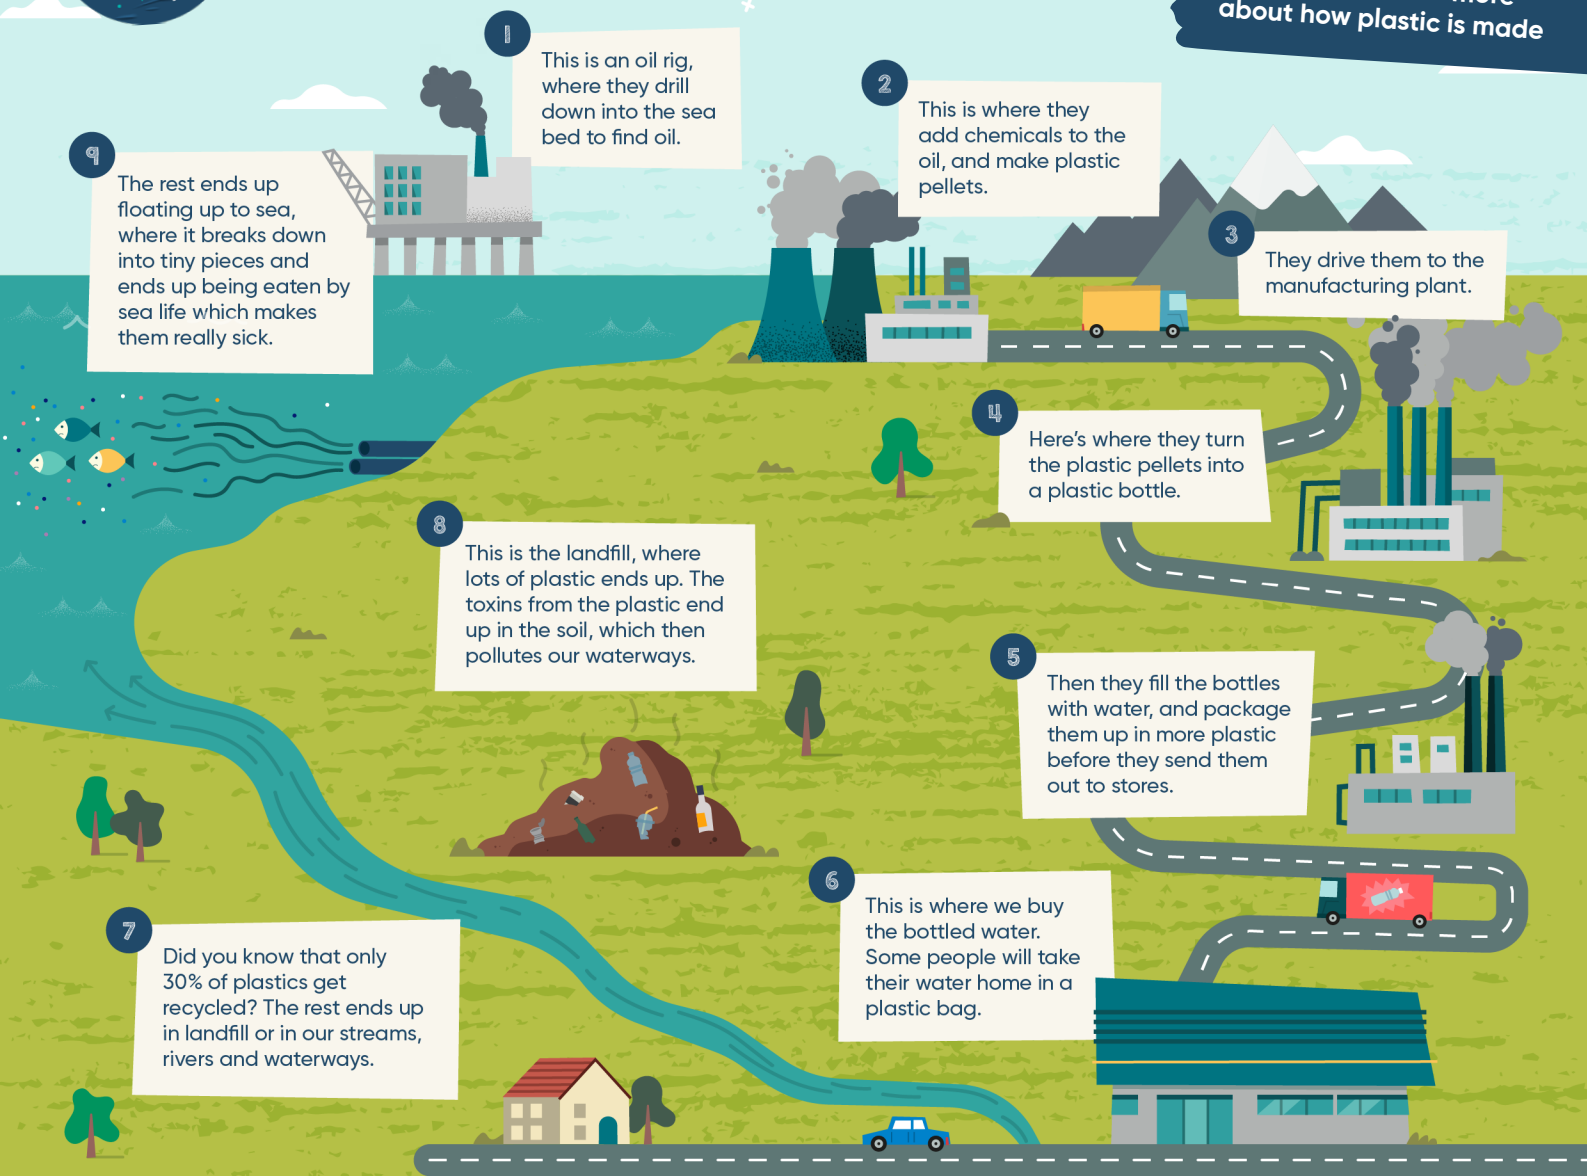 about how plastic is made
1
This is an oil rig,
where they drill
down into the sea
bed to find oil.
2
This is where they
add chemicals to the
oil, and make plastic
pellets.
3
They drive them to the
manufacturing plant.
4
Here's where they turn
the plastic pellets into
a plastic bottle.
5
Then they fill the bottles
with water, and package
them up in more plastic
before they send them
out to stores.
6
This is where we buy
the bottled water.
Some people will take
their water home in a
plastic bag.
7
Did you know that only
30% of plastics get
recycled? The rest ends up
in landfill or in our streams,
rivers and waterways.
8
This is the landfill, where
lots of plastic ends up. The
toxins from the plastic end
up in the soil, which then
pollutes our waterways.
9
The rest ends up
floating up to sea,
where it breaks down
into tiny pieces and
ends up being eaten by
sea life which makes
them really sick.